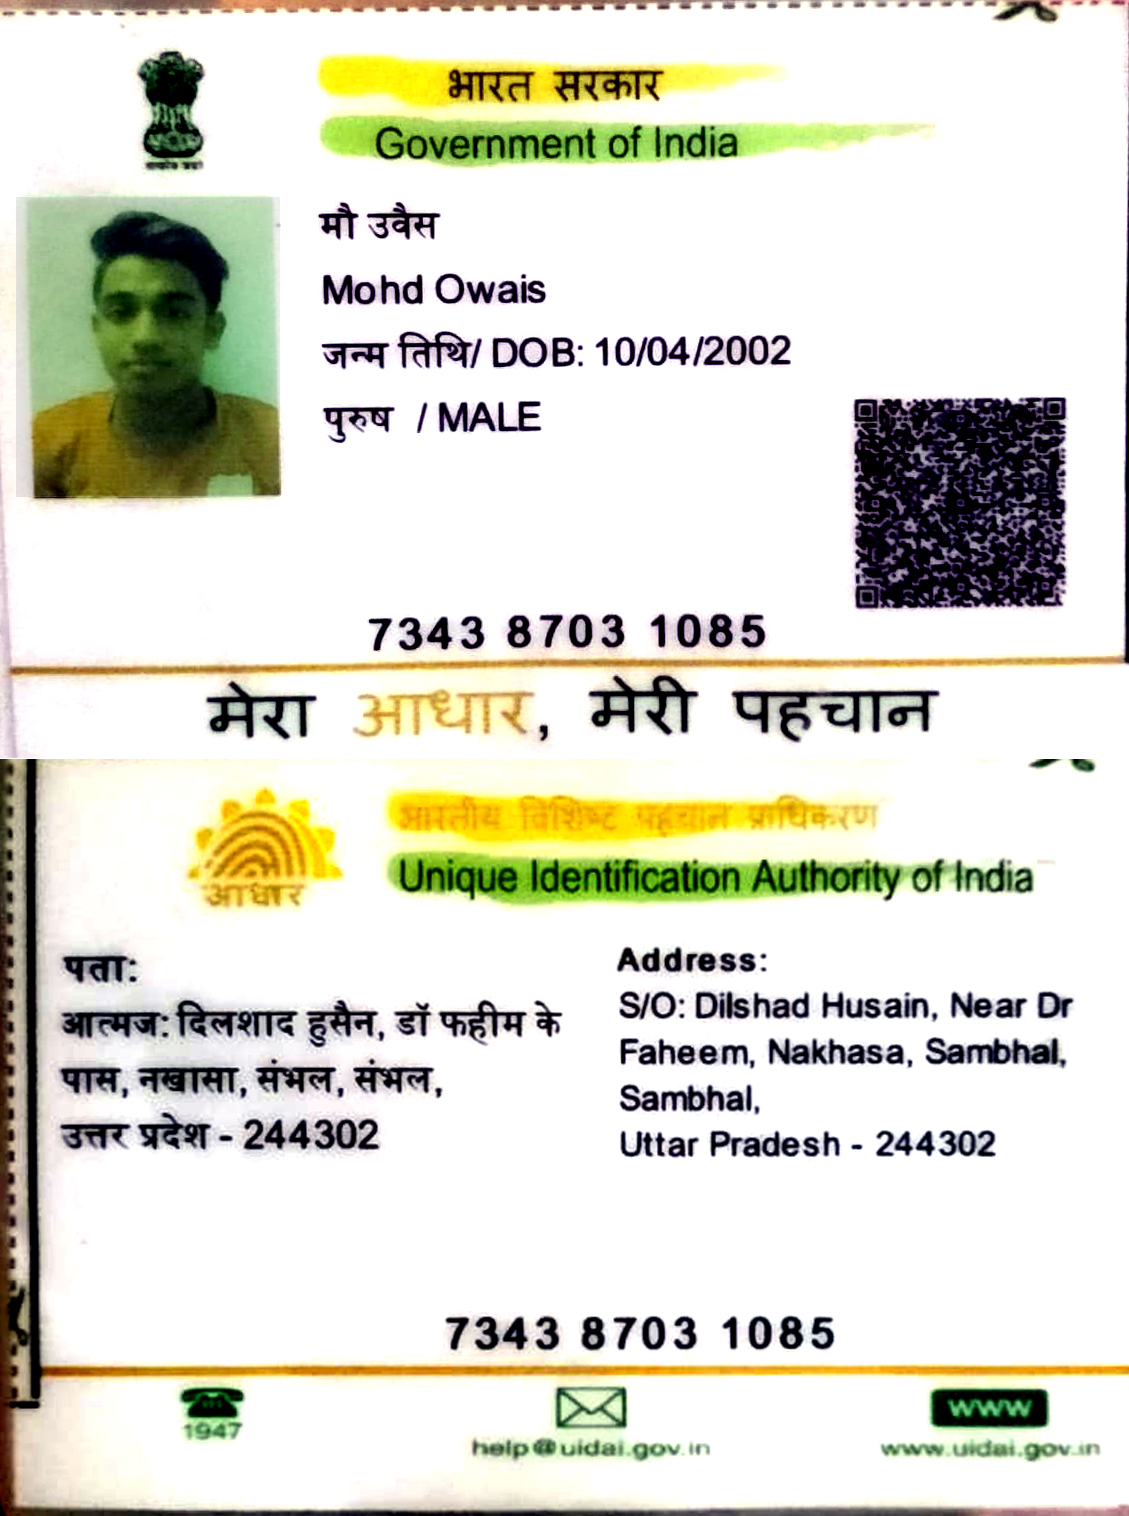 भारत सरकार
Government of India
मौ उवैस
Mohd Owais
जन्म तिथि/ DOB: 10/04/2002
पुरुष / MALE
7343 8703 1085
मेरा आधार, मेरी पहचान
भारतीय विशिष्ट पहचान प्राधिकरण
Unique Identification Authority of India
आधार
पता:
आत्मज: दिलशाद हुसैन, डॉ फहीम के
पास, नखासा, संभल, संभल,
उत्तर प्रदेश - 244302
Address:
S/O: Dilshad Husain, Near Dr
Faheem, Nakhasa, Sambhal,
Sambhal,
Uttar Pradesh - 244302
7343 8703 1085
1947
help@uidai.gov.in
WWW
www.uidai.gov.in